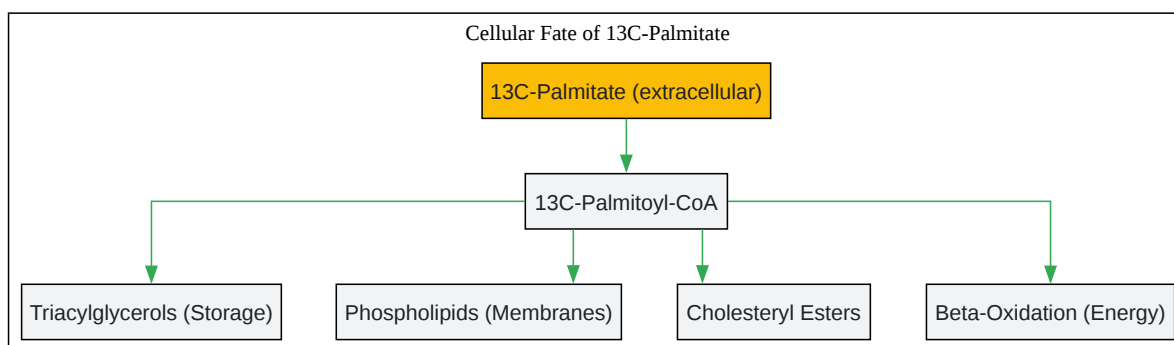 Cellular Fate of 13C-Palmitate
13C-Palmitate (extracellular)
13C-Palmitoyl-CoA
Triacylglycerols (Storage)
Phospholipids (Membranes)
Cholesteryl Esters
Beta-Oxidation (Energy)